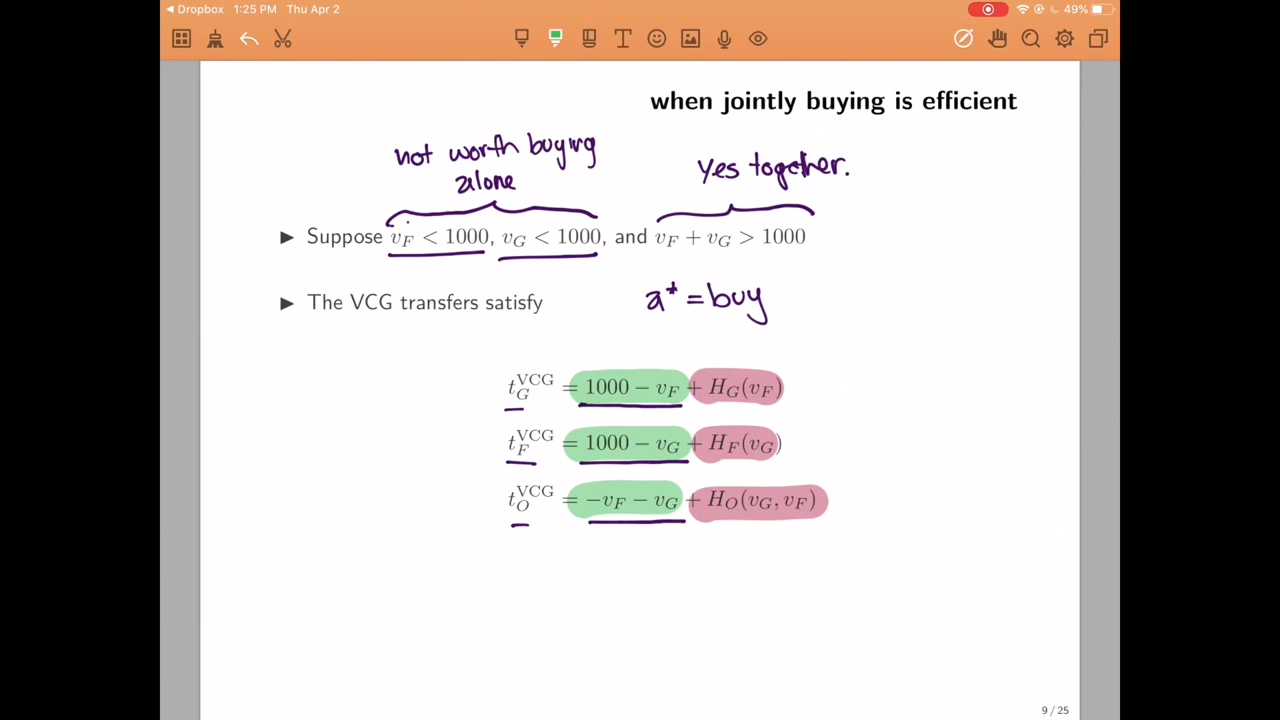 Dropbox 1:25 PM Thu Apr 2 49%
when jointly buying is efficient
not worth buying
alone
yes together.
Suppose v_F < 1000, v_G < 1000, and v_F + v_G > 1000
The VCG transfers satisfy
a* = buy
t_G^VCG = 1000 − v_F + H_G(v_F)
t_F^VCG = 1000 − v_G + H_F(v_G)
t_O^VCG = −v_F − v_G + H_O(v_G, v_F)
9 / 25